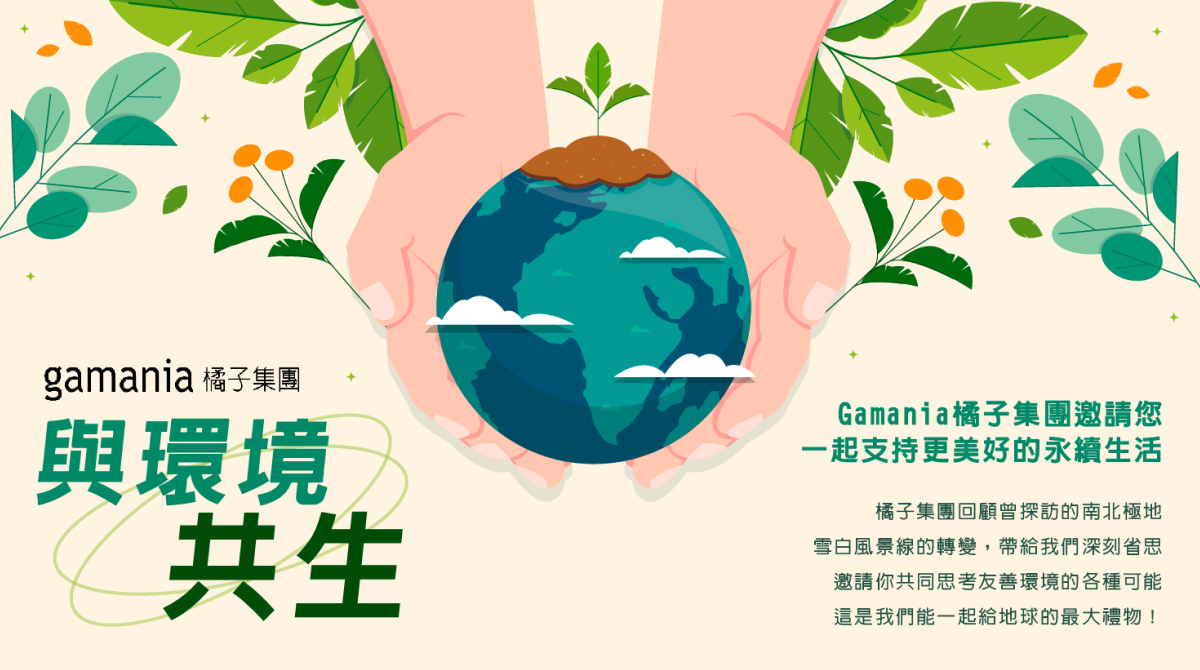 gamania 橘子集團
與環境
共生
Gamania橘子集團邀請您
一起支持更美好的永續生活
橘子集團回顧曾探訪的南北極地
雪白風景線的轉變，帶給我們深刻省思
邀請你共同思考友善環境的各種可能
這是我們能一起給地球的最大禮物！